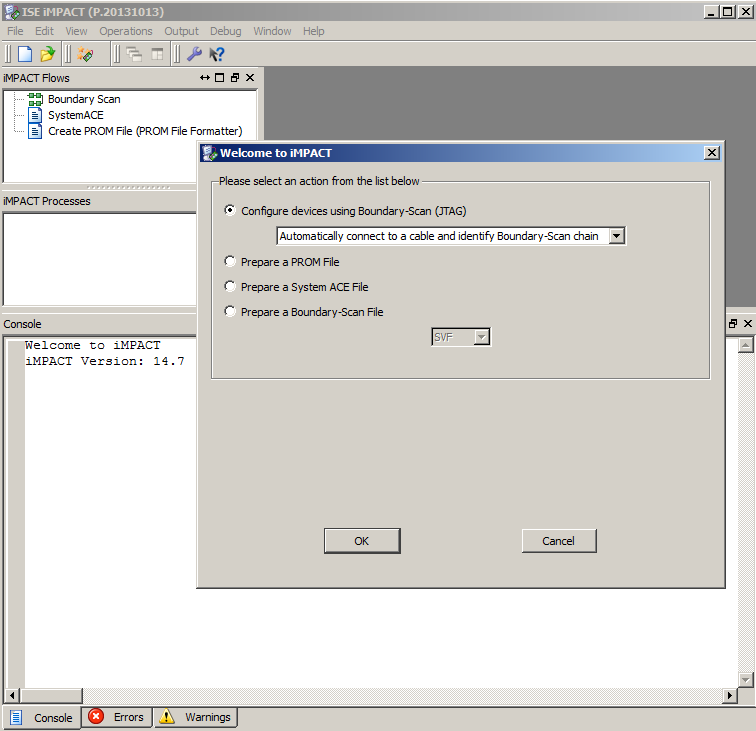 ISE iMPACT (P.20131013)
File Edit View Operations Output Debug Window Help
iMPACT Flows
Boundary Scan
SystemACE
Create PROM File (PROM File Formatter)
iMPACT Processes
Welcome to iMPACT
Please select an action from the list below
Configure devices using Boundary-Scan (JTAG)
Automatically connect to a cable and identify Boundary-Scan chain
Prepare a PROM File
Prepare a System ACE File
Prepare a Boundary-Scan File
SVF
OK Cancel
Console
Welcome to iMPACT
iMPACT Version: 14.7
Console Errors Warnings